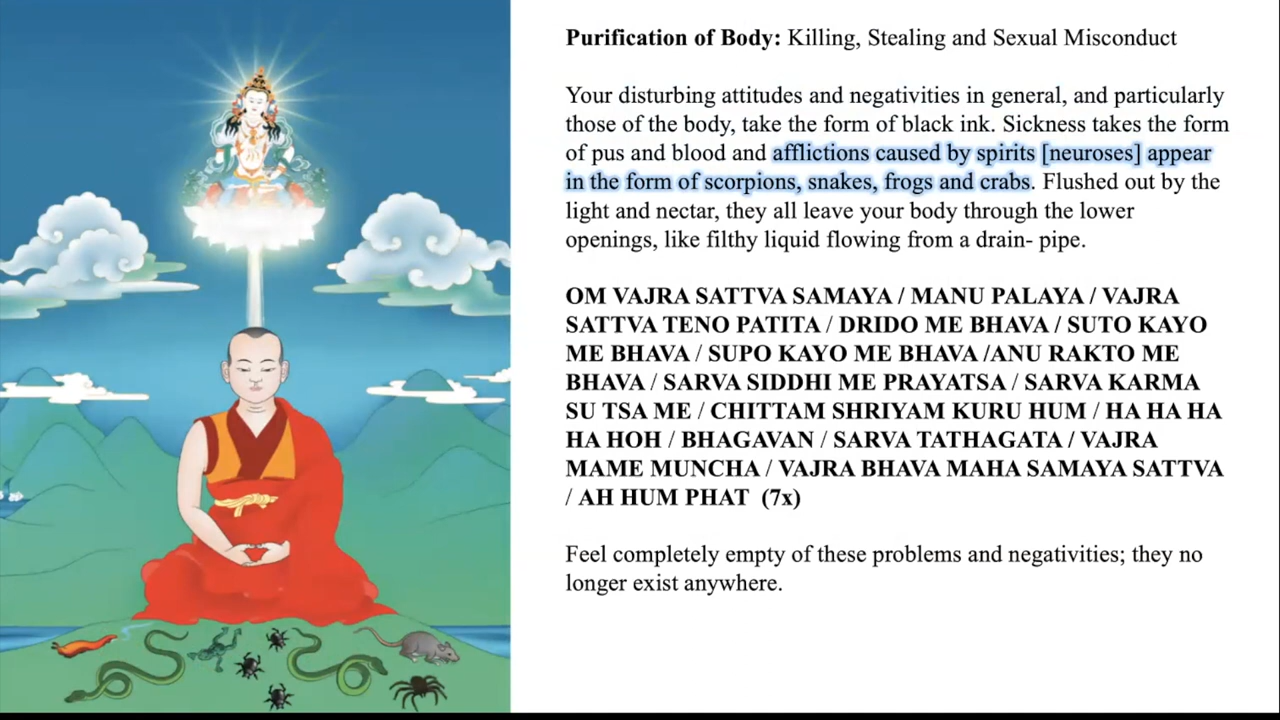 Purification of Body: Killing, Stealing and Sexual Misconduct
Your disturbing attitudes and negativities in general, and particularly
those of the body, take the form of black ink. Sickness takes the form
of pus and blood and afflictions caused by spirits [neuroses] appear
in the form of scorpions, snakes, frogs and crabs. Flushed out by the
light and nectar, they all leave your body through the lower
openings, like filthy liquid flowing from a drain- pipe.
OM VAJRA SATTVA SAMAYA / MANU PALAYA / VAJRA
SATTVA TENO PATITA / DRIDO ME BHAVA / SUTO KAYO
ME BHAVA / SUPO KAYO ME BHAVA /ANU RAKTO ME
BHAVA / SARVA SIDDHI ME PRAYATSA / SARVA KARMA
SU TSA ME / CHITTAM SHRIYAM KURU HUM / HA HA HA
HA HOH / BHAGAVAN / SARVA TATHAGATA / VAJRA
MAME MUNCHA / VAJRA BHAVA MAHA SAMAYA SATTVA
/ AH HUM PHAT (7x)
Feel completely empty of these problems and negativities; they no
longer exist anywhere.